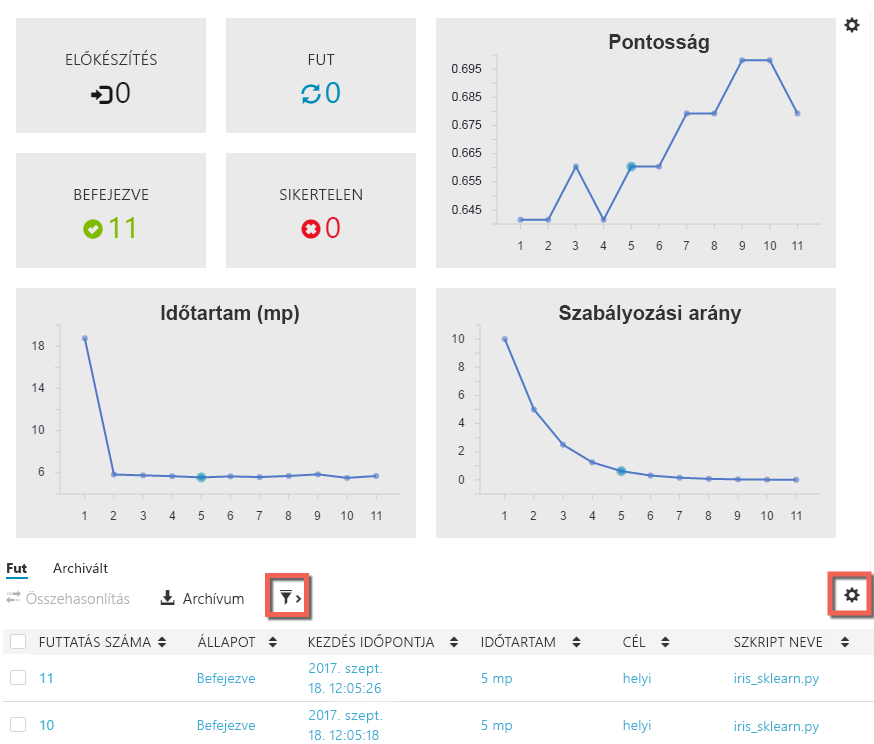 ELŐKÉSZÍTÉS
0
FUT
0
BEFEJEZVE
11
SIKERTELEN
0
Pontosság
0.695
0.685
0.675
0.665
0.655
0.645
1 2 3 4 5 6 7 8 9 10 11
Időtartam (mp)
18
14
10
6
1 2 3 4 5 6 7 8 9 10 11
Szabályozási arány
10
8
6
4
2
0
1 2 3 4 5 6 7 8 9 10 11
Fut Archivált
Összehasonlítás Archívum
FUTTATÁS SZÁMA ÁLLAPOT KEZDÉS IDŐPONTJA IDŐTARTAM CÉL SZKRIPT NEVE
11 Befejezve 2017. szept. 5 mp helyi iris_sklearn.py
18. 12:05:26
10 Befejezve 2017. szept. 5 mp helyi iris_sklearn.py
18. 12:05:18